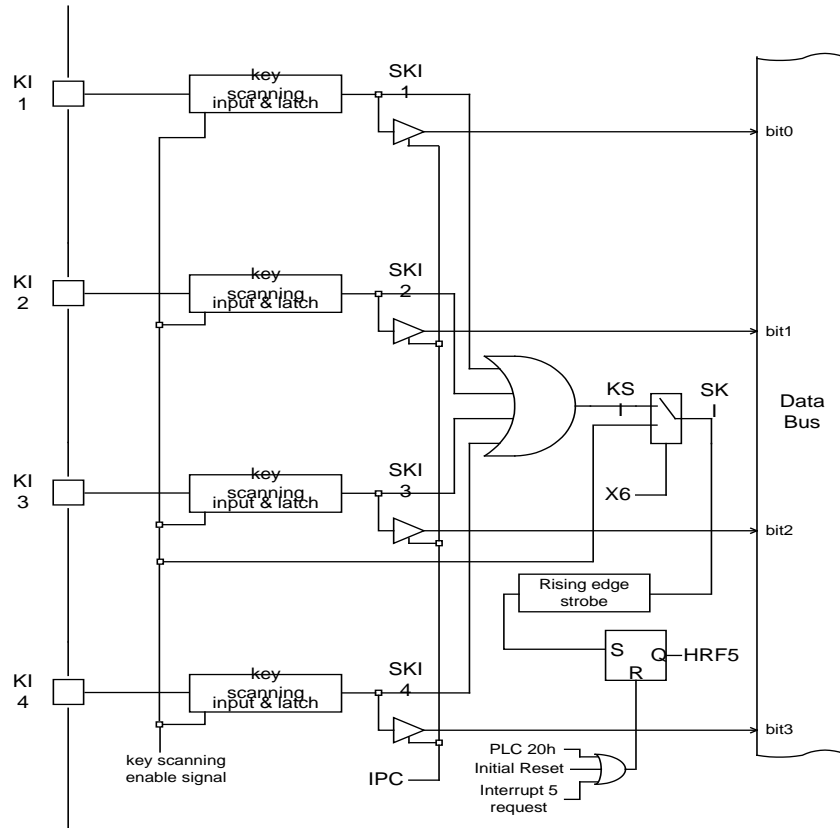 KI
1
key
scanning
input & latch
SKI
1
bit0
KI
2
key
scanning
input & latch
SKI
2
bit1
KS
I
SK
I
Data
Bus
X6
KI
3
key
scanning
input & latch
SKI
3
bit2
Rising edge
strobe
S
Q
HRF5
R
KI
4
key
scanning
input & latch
SKI
4
bit3
key scanning
enable signal
IPC
PLC 20h
Initial Reset
Interrupt 5
request